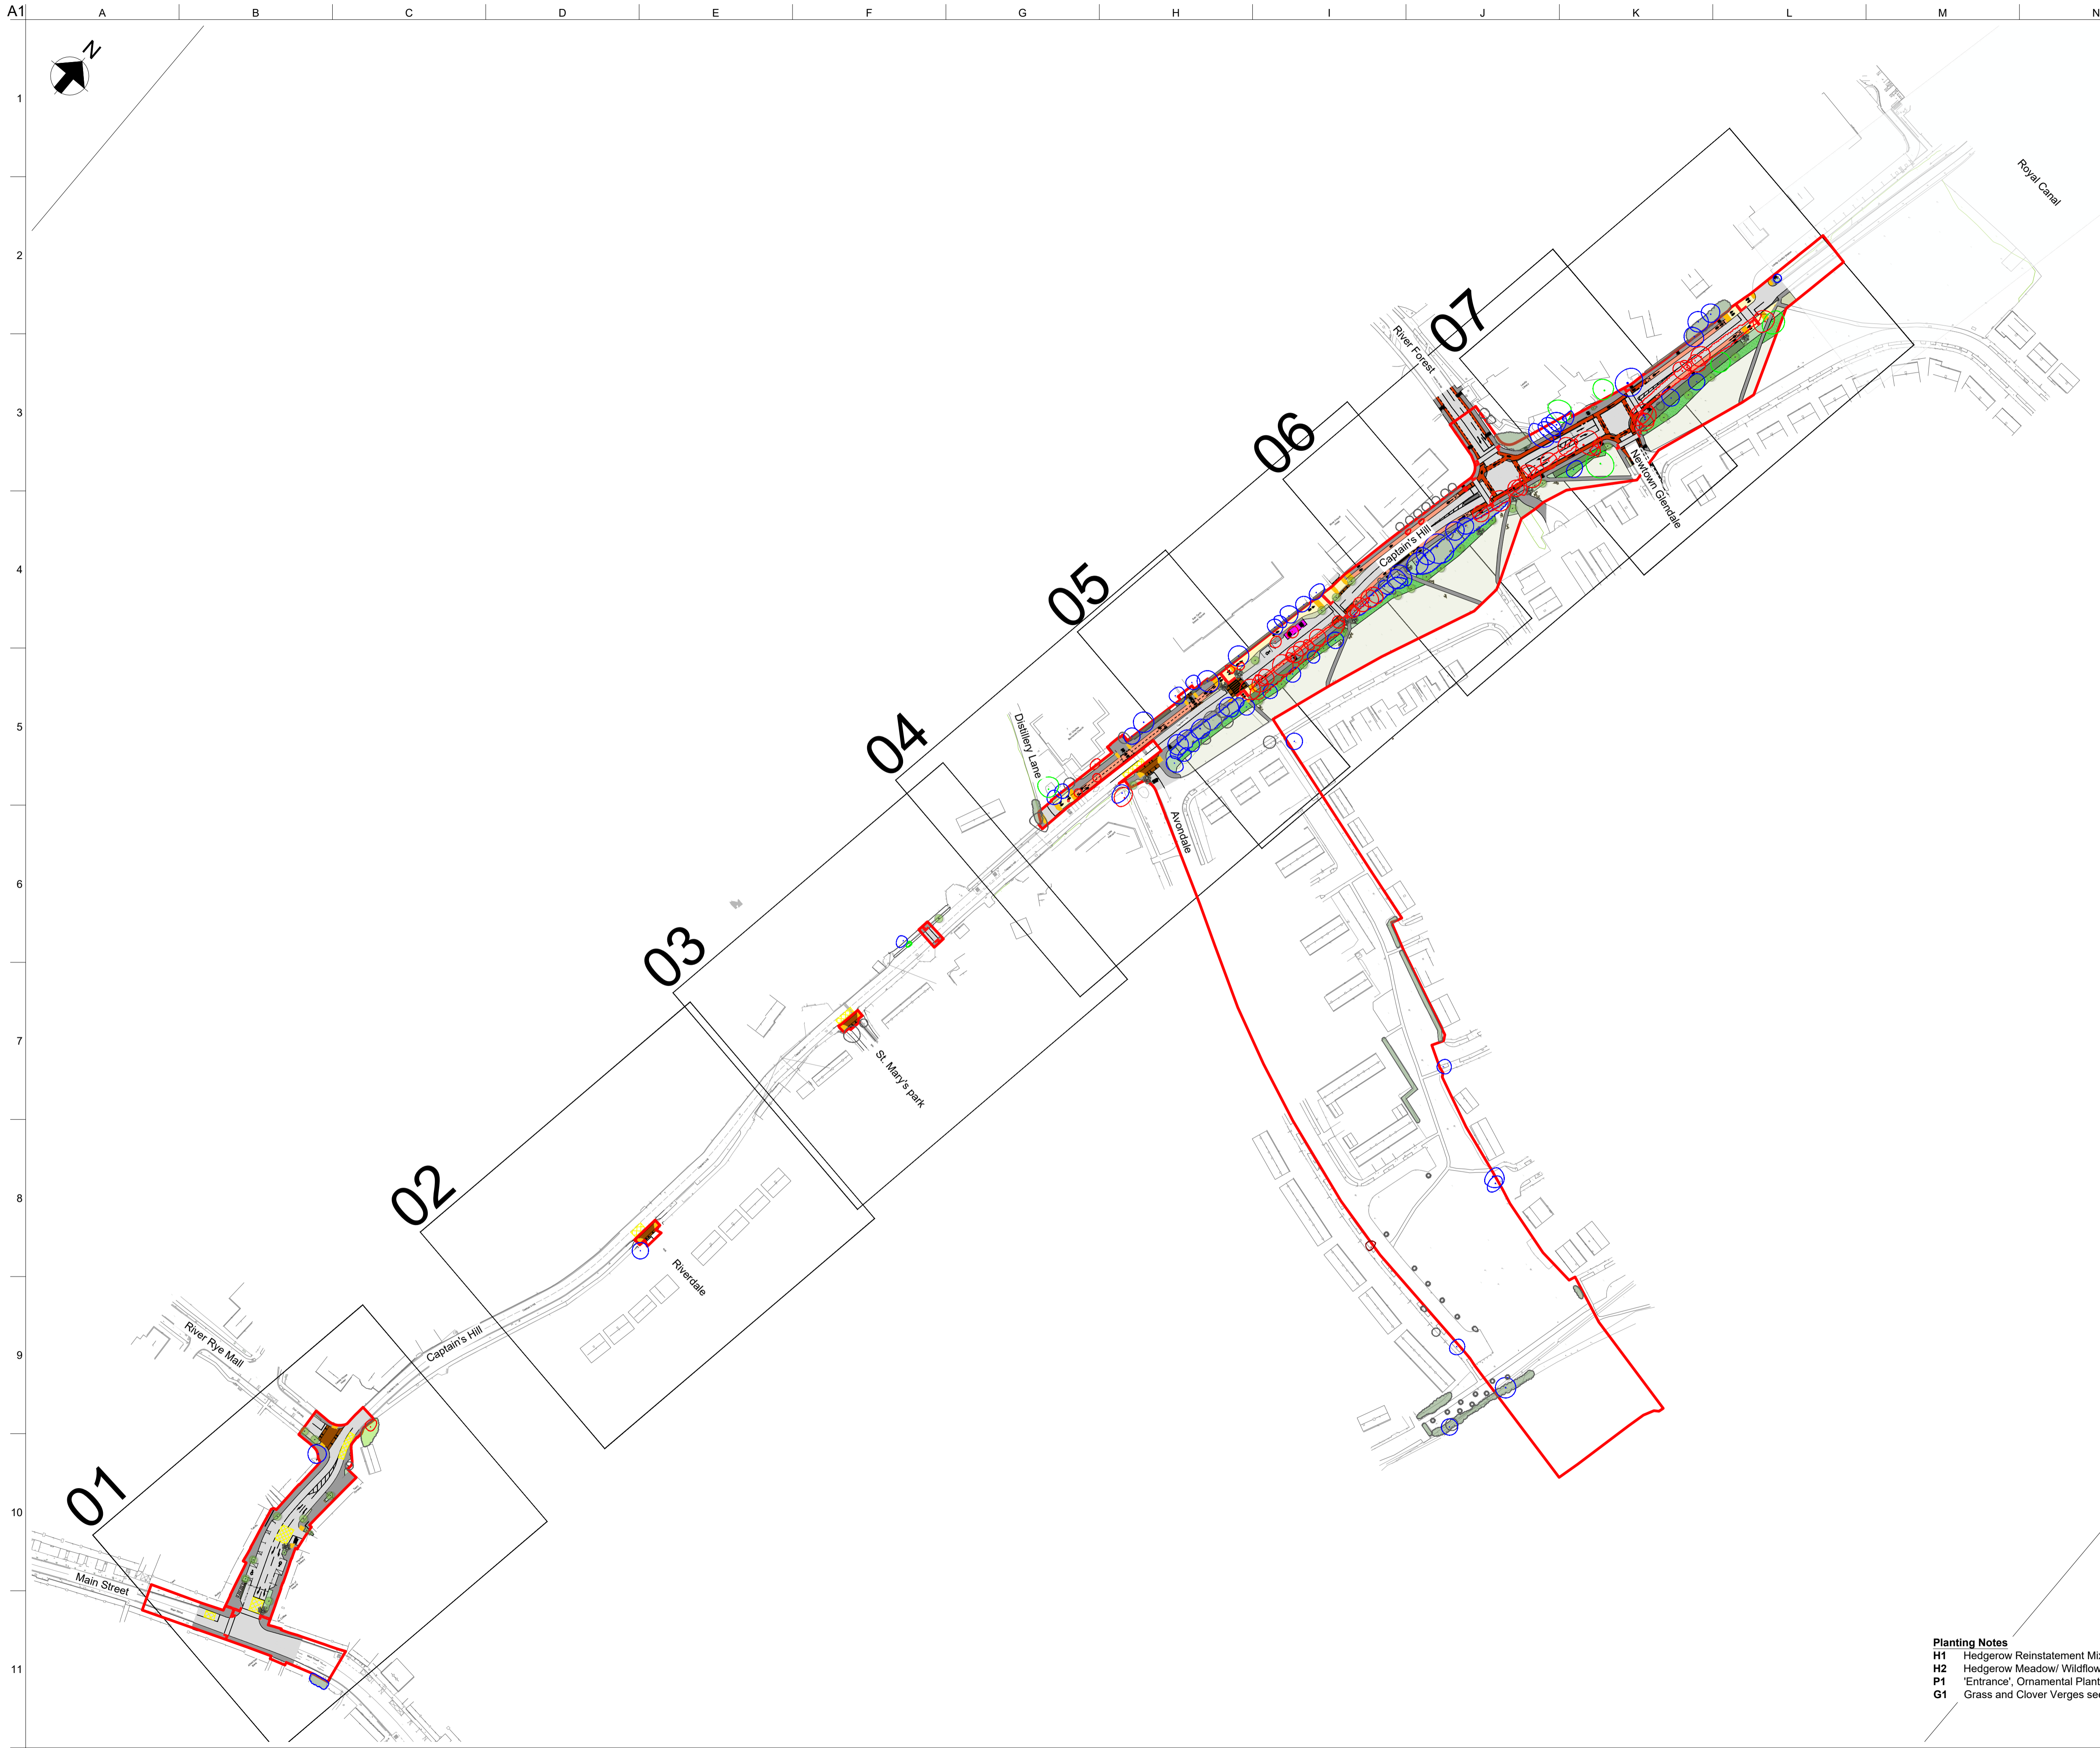 A1
A B C D E F G H I J K L M N
N
1
Royal Canal
2
07
River Forest
3
06
Newtown Glendale
Captain's Hill
4
05
Distillery Lane
5
04
Avondale
6
03
7
St. Mary's park
02
8
Riverdale
River Rye Mall
Captain's Hill
9
01
10
Main Street
11
Planting Notes
H1 Hedgerow Reinstatement Mi
H2 Hedgerow Meadow/ Wildflow
P1 'Entrance', Ornamental Plant
G1 Grass and Clover Verges see